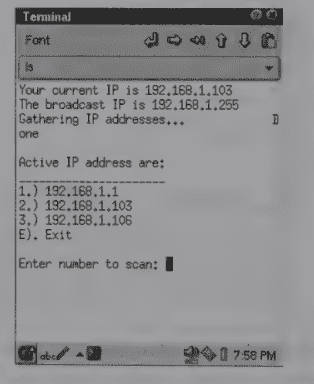 Terminal
Font
ls
Your current IP is 192.168.1.103
The broadcast IP is 192.168.1.255
Gathering IP addresses... D
one
Active IP address are:
1.) 192.168.1.1
2.) 192.168.1.103
3.) 192.168.1.106
E). Exit
Enter number to scan:
abc
7:58 PM